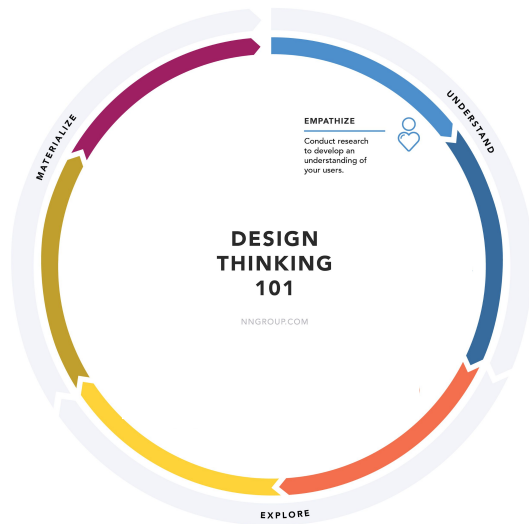 UNDERSTAND
MATERIALIZE
EMPATHIZE
Conduct research
to develop an
understanding of
your users.
DESIGN
THINKING
101
NNGROUP.COM
EXPLORE